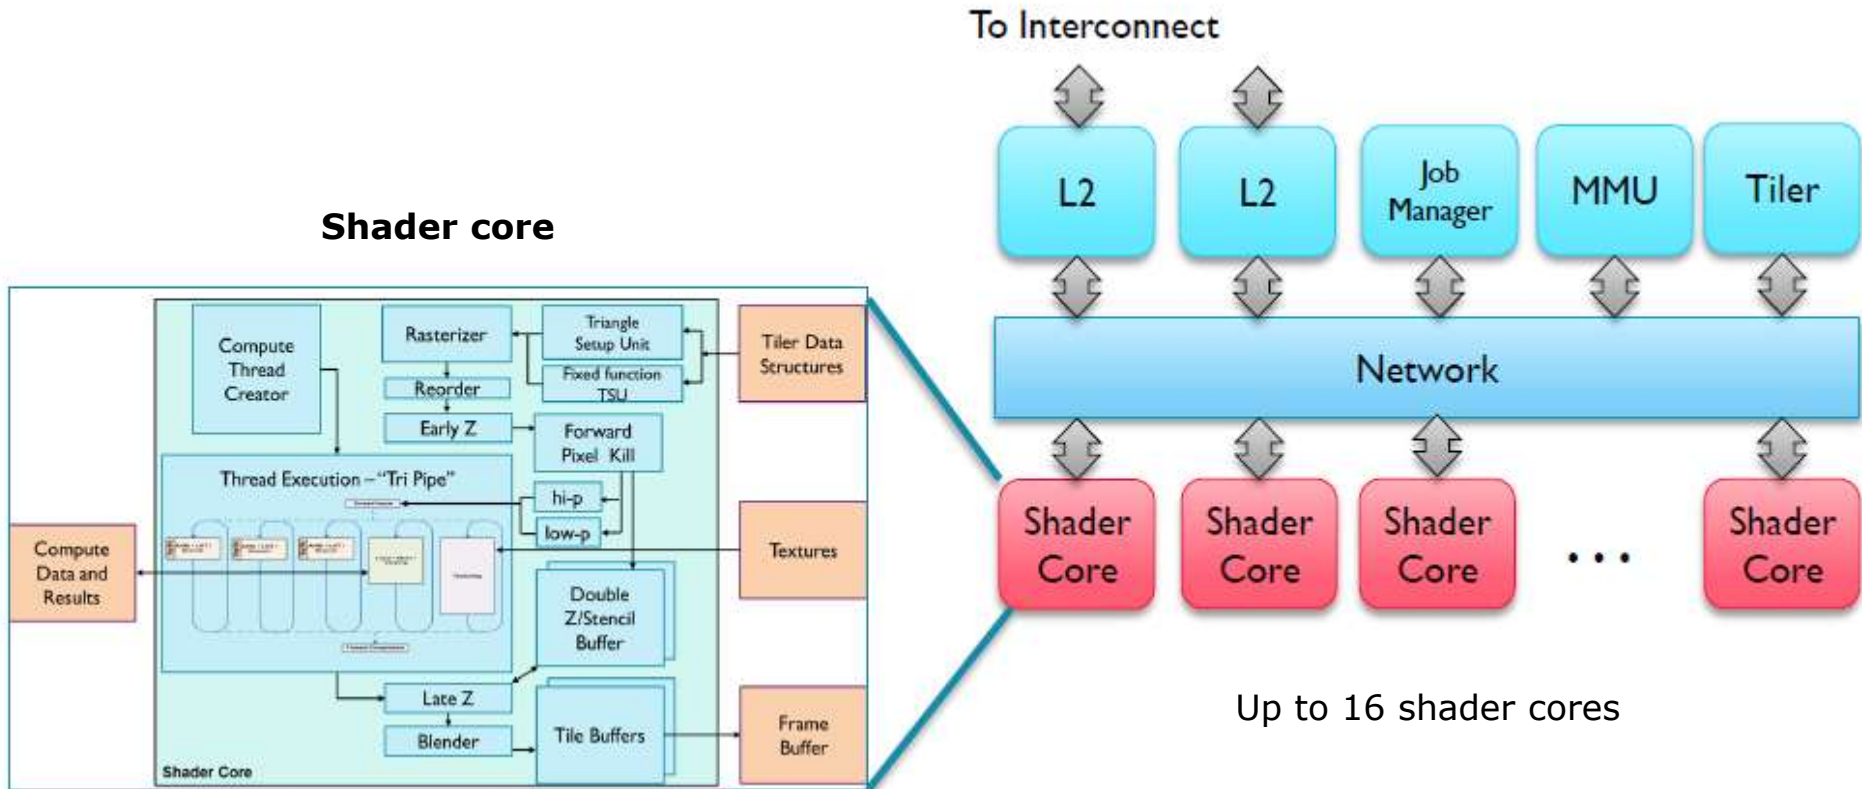 To Interconnect
L2
L2
Job
Manager
MMU
Tiler
Network
Shader
Core
Shader
Core
Shader
Core
...
Shader
Core
Up to 16 shader cores
Shader core
Compute
Thread
Creator
Rasterizer
Triangle
Setup Unit
Fixed function
TSU
Reorder
Early Z
Forward
Pixel Kill
hi-p
low-p
Thread Execution – “Tri Pipe”
Double
Z/Stencil
Buffer
Late Z
Blender
Tile Buffers
Shader Core
Tiler Data
Structures
Textures
Frame
Buffer
Compute
Data and
Results